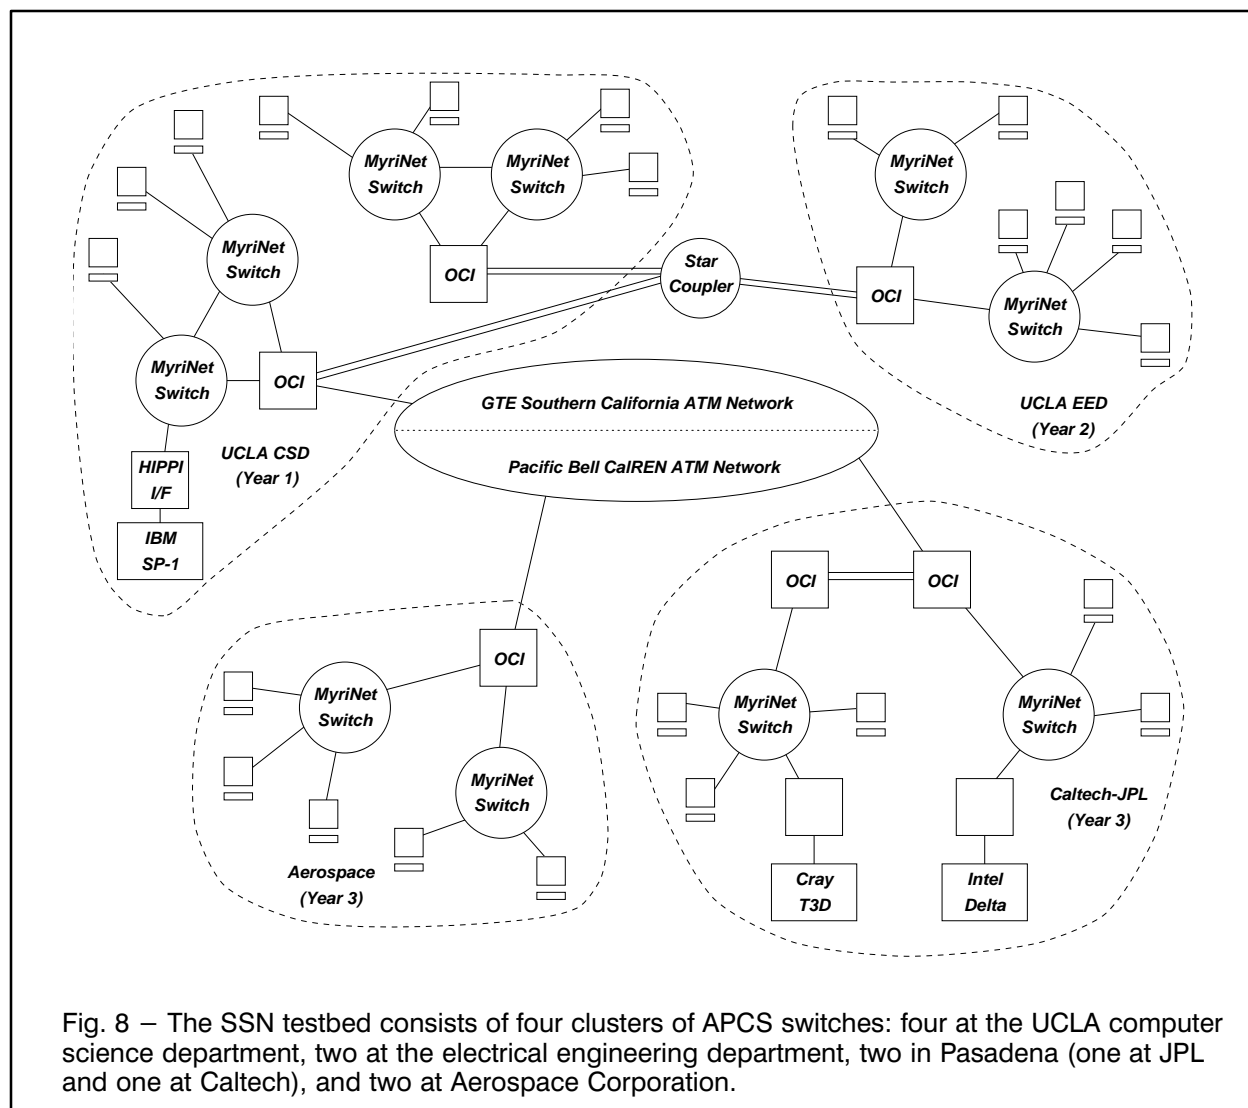 MyriNet
Switch
MyriNet
Switch
MyriNet
Switch
MyriNet
Switch
OCI
Star
Coupler
OCI
MyriNet
Switch
MyriNet
Switch
OCI
MyriNet
Switch
GTE Southern California ATM Network
Pacific Bell CalREN ATM Network
UCLA EED
(Year 2)
UCLA CSD
(Year 1)
HIPPI
I/F
IBM
SP-1
OCI
OCI
OCI
MyriNet
Switch
MyriNet
Switch
MyriNet
Switch
MyriNet
Switch
Caltech-JPL
(Year 3)
Aerospace
(Year 3)
Cray
T3D
Intel
Delta
Fig. 8 – The SSN testbed consists of four clusters of APCS switches: four at the UCLA computer
science department, two at the electrical engineering department, two in Pasadena (one at JPL
and one at Caltech), and two at Aerospace Corporation.